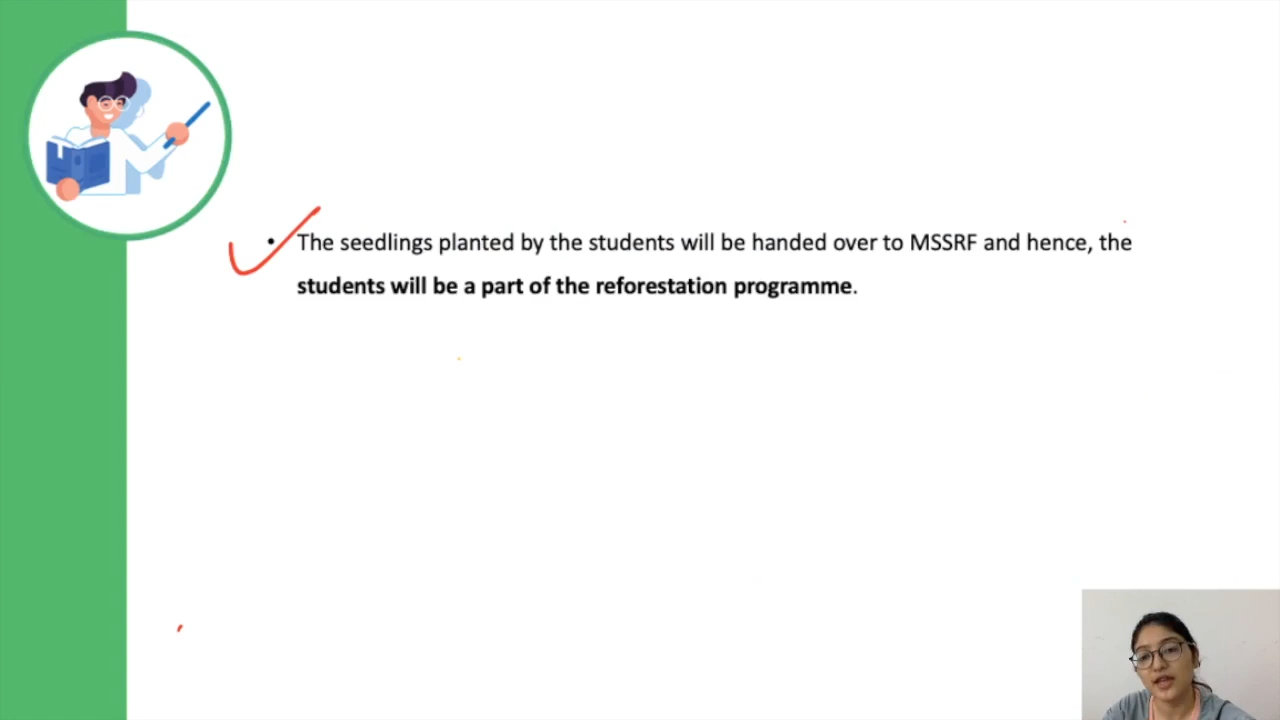 • The seedlings planted by the students will be handed over to MSSRF and hence, the
students will be a part of the reforestation programme.